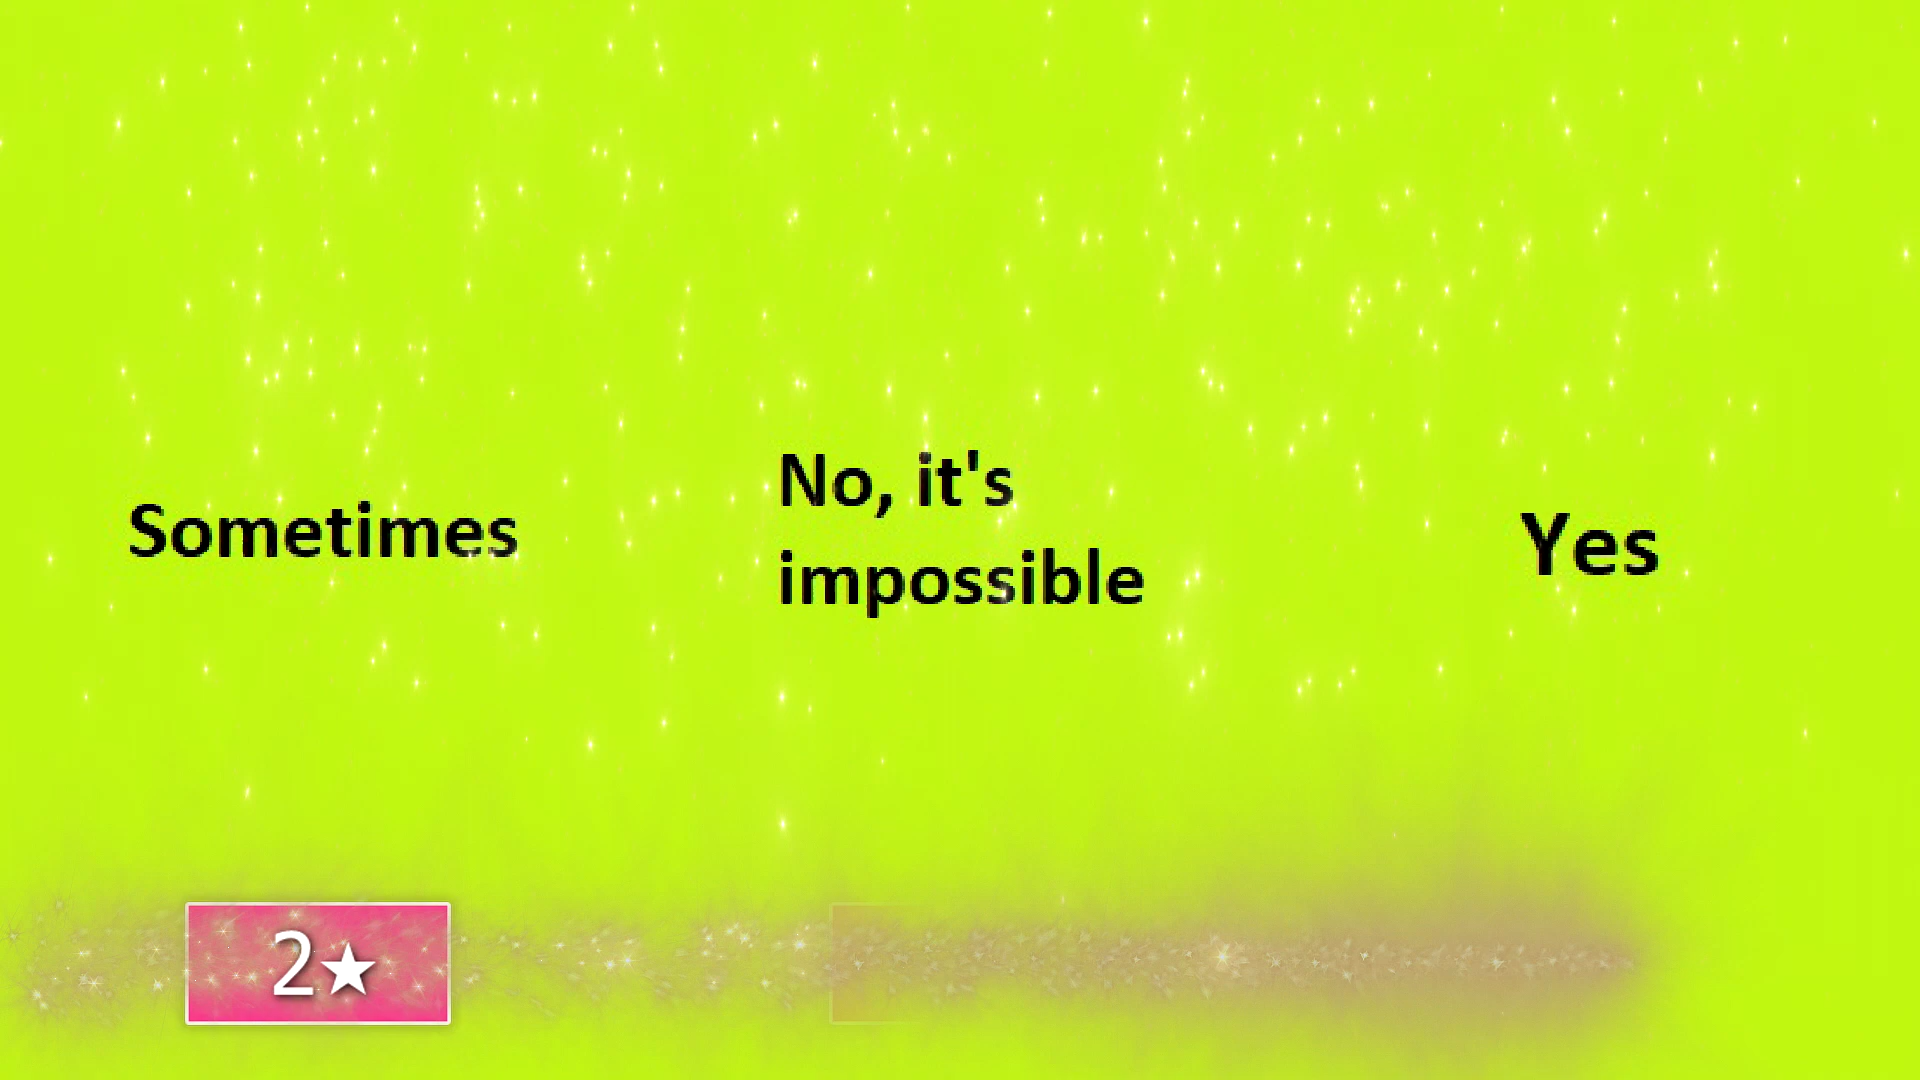 Sometimes
No, it's
impossible
Yes
2★